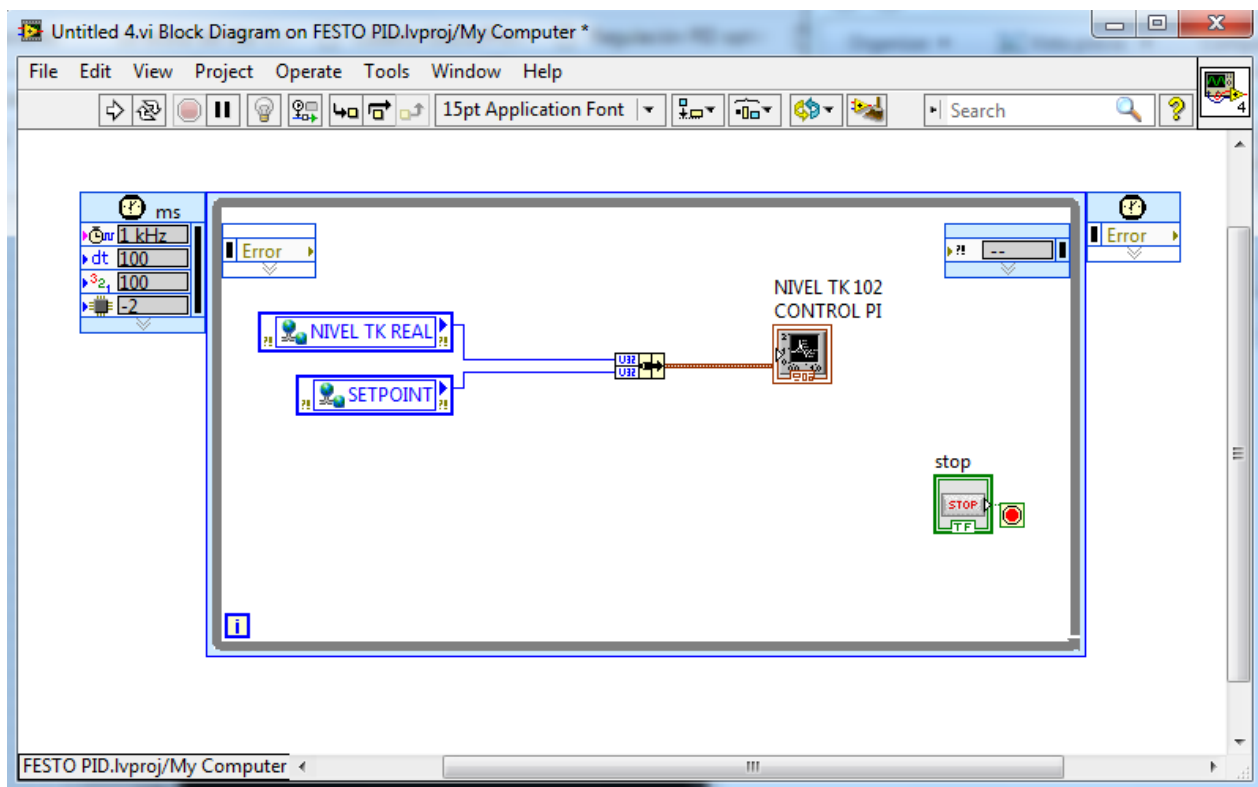 Untitled 4.vi Block Diagram on FESTO PID.lvproj/My Computer *
File Edit View Project Operate Tools Window Help
15pt Application Font
Search
4
ms
1 kHz
Error
dt 100
100
-2
Error
?! --
Error
NIVEL TK 102
CONTROL PI
NIVEL TK REAL
?! ?!
U32
U32
SETPOINT
?! ?!
stop
STOP
TF
i
FESTO PID.lvproj/My Computer